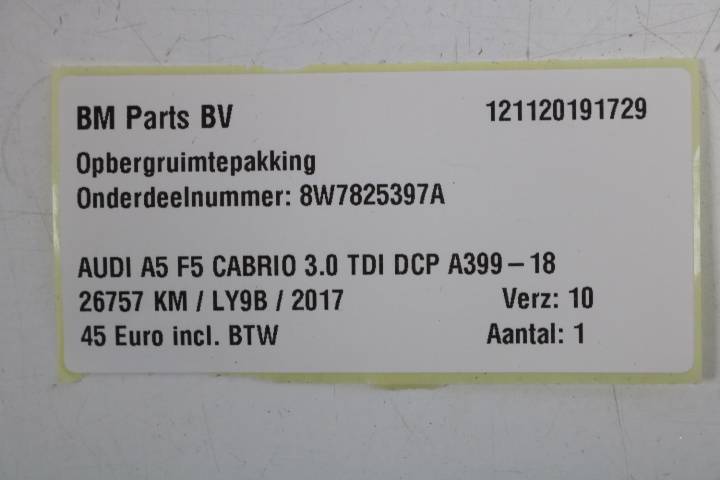 BM Parts BV 121120191729
Opbergruimtepakking
Onderdeelnummer: 8W7825397A
AUDI A5 F5 CABRIO 3.0 TDI DCP A399-18
26757 KM / LY9B / 2017 Verz: 10
45 Euro incl. BTW Aantal: 1